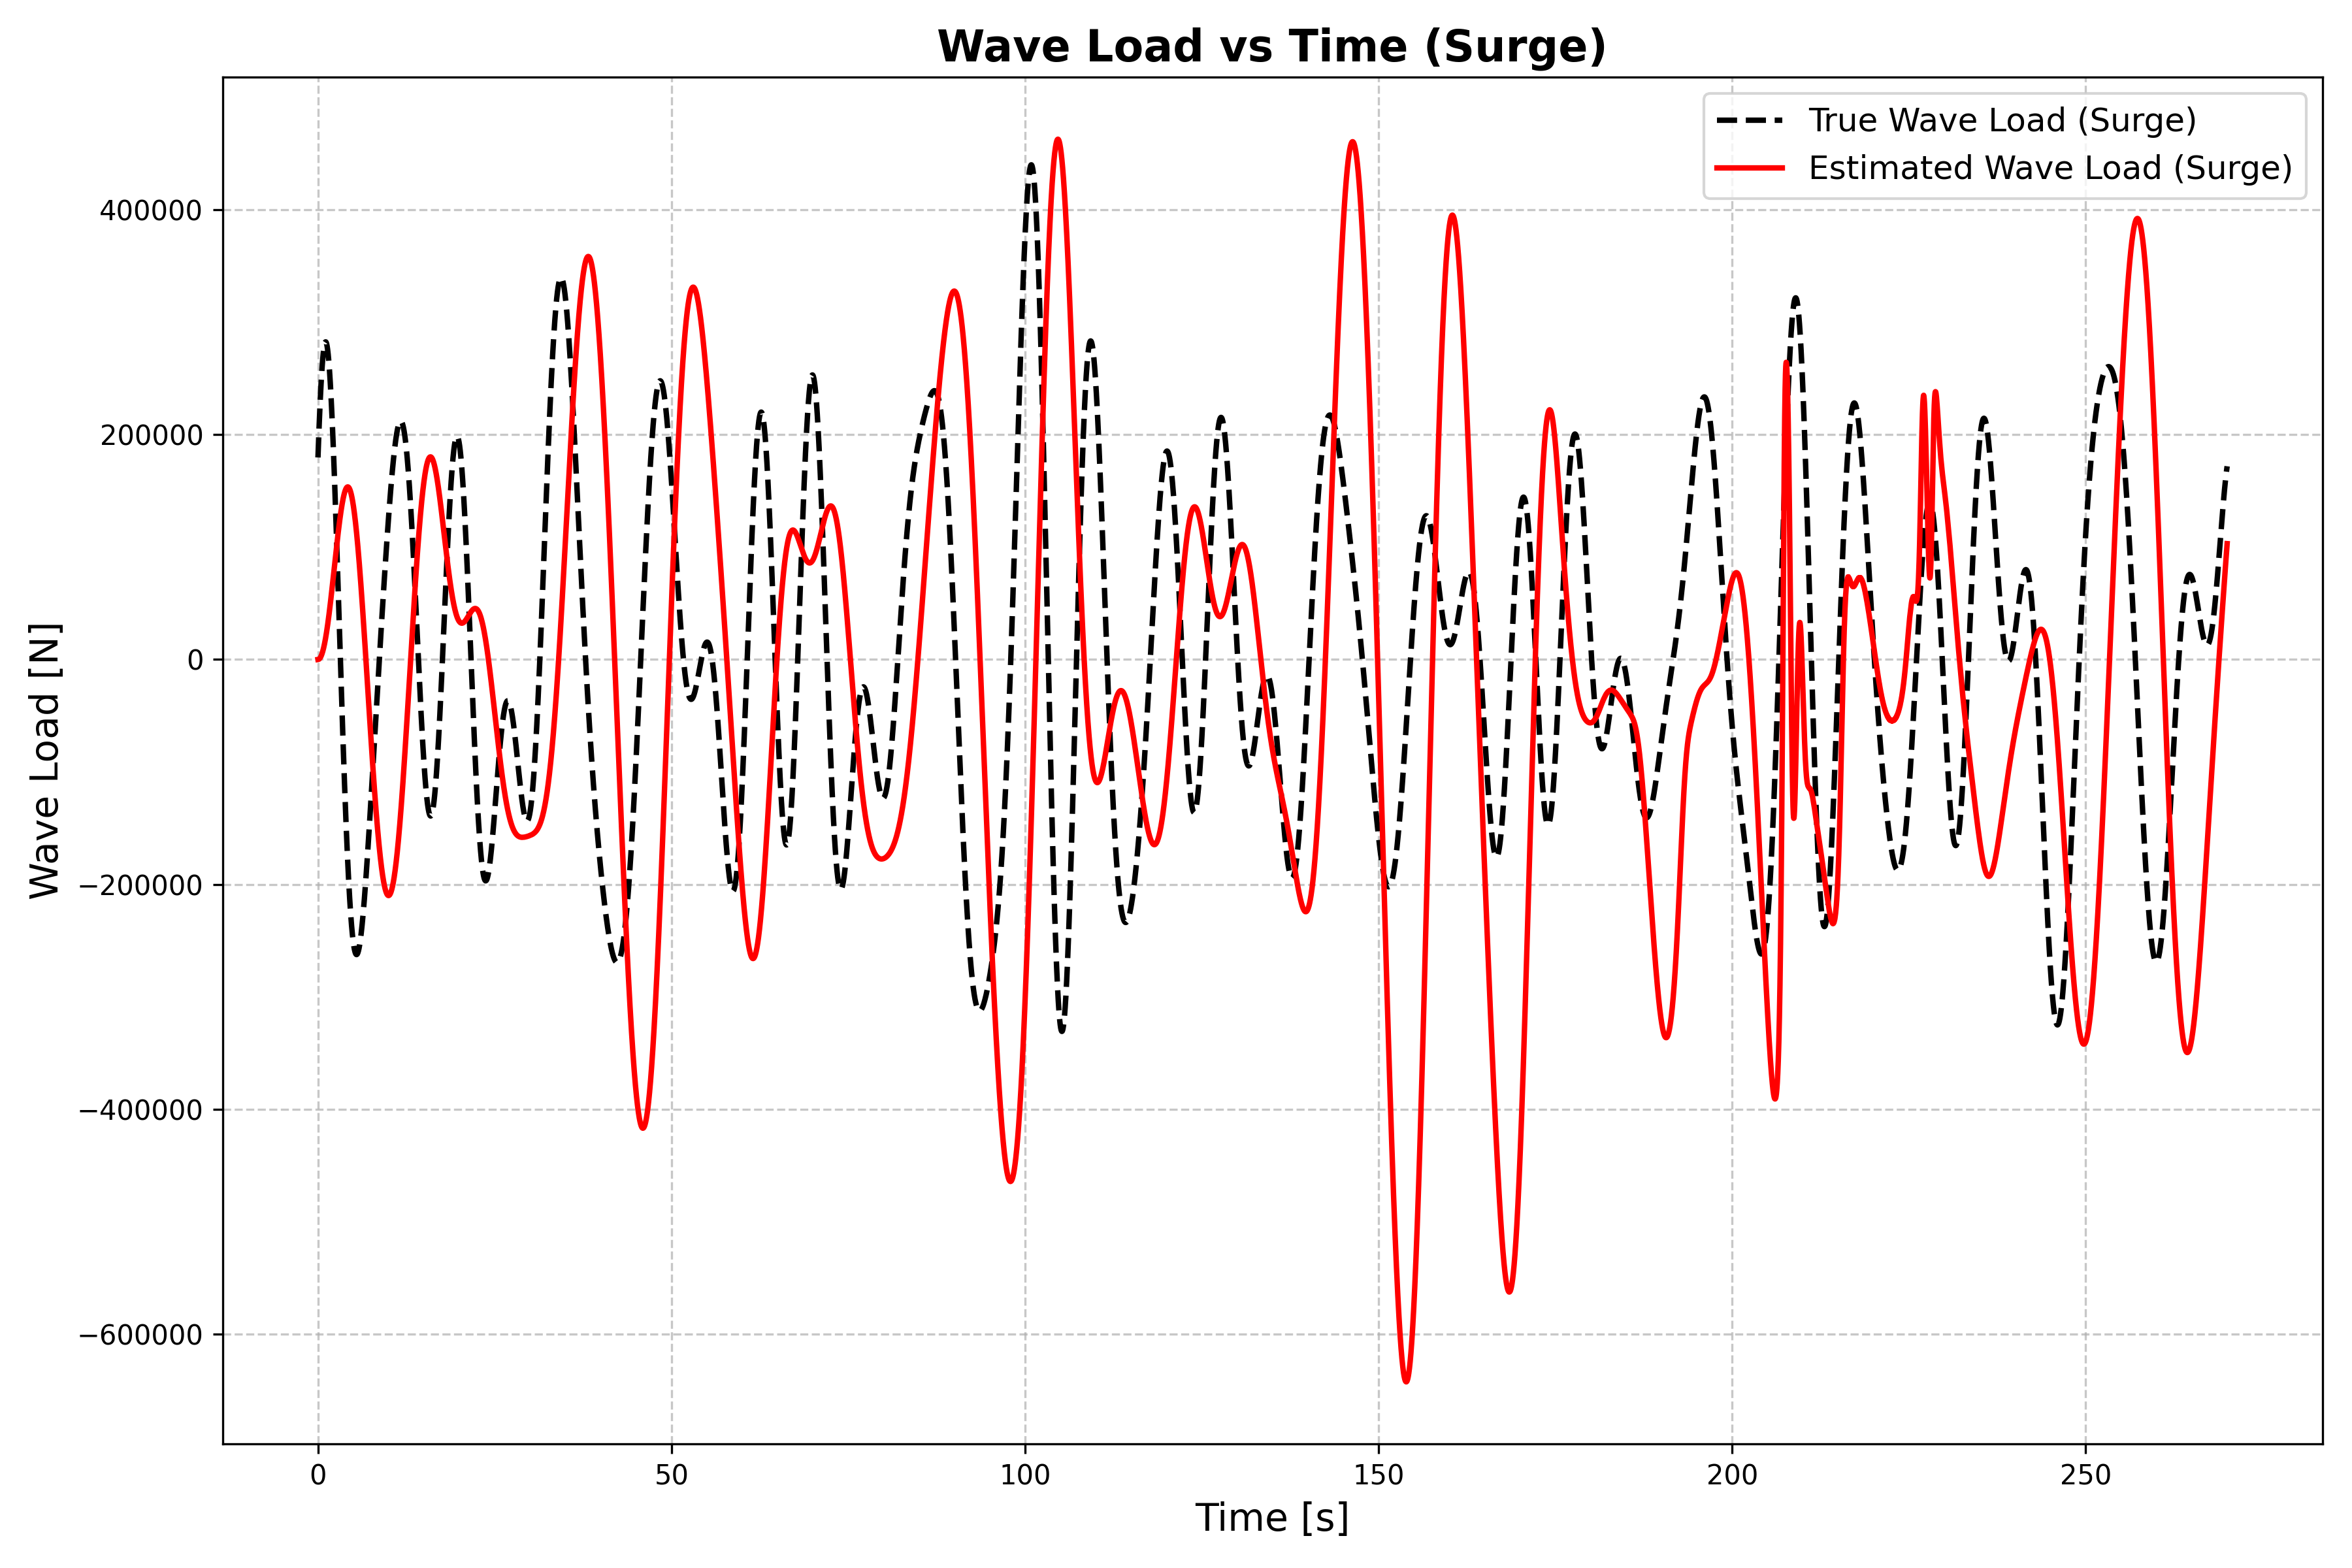 Wave Load vs Time (Surge)
True Wave Load (Surge)
Estimated Wave Load (Surge)
Wave Load [N]
400000
200000
0
−200000
−400000
−600000
0 50 100 150 200 250
Time [s]